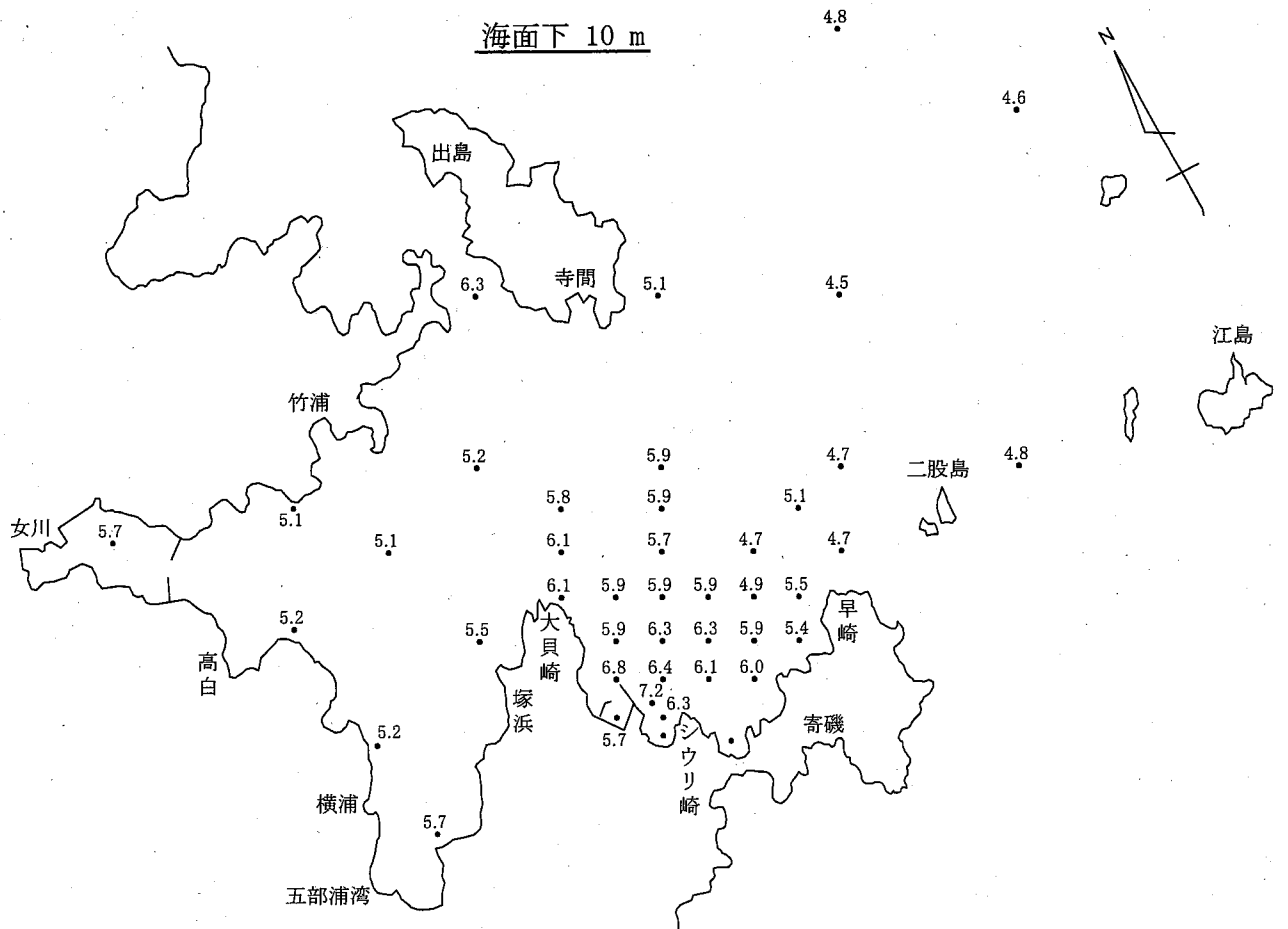 海面下 10 m
4.8
N
4.6
出島
寺間
6.3
5.1
4.5
江島
竹浦
5.2
5.9
4.7
4.8
二股島
5.8
5.9
5.1
女川
5.7
5.1
5.1
6.1
5.7
4.7
4.7
6.1
5.9
5.9
5.9
4.9
5.5
5.2
5.5
大貝崎
5.9
6.3
6.3
5.9
5.4
早崎
高白
6.8
6.4
6.1
6.0
塚浜
7.2
6.3
5.7
シウリ崎
寄磯
5.2
横浦
5.7
五部浦湾